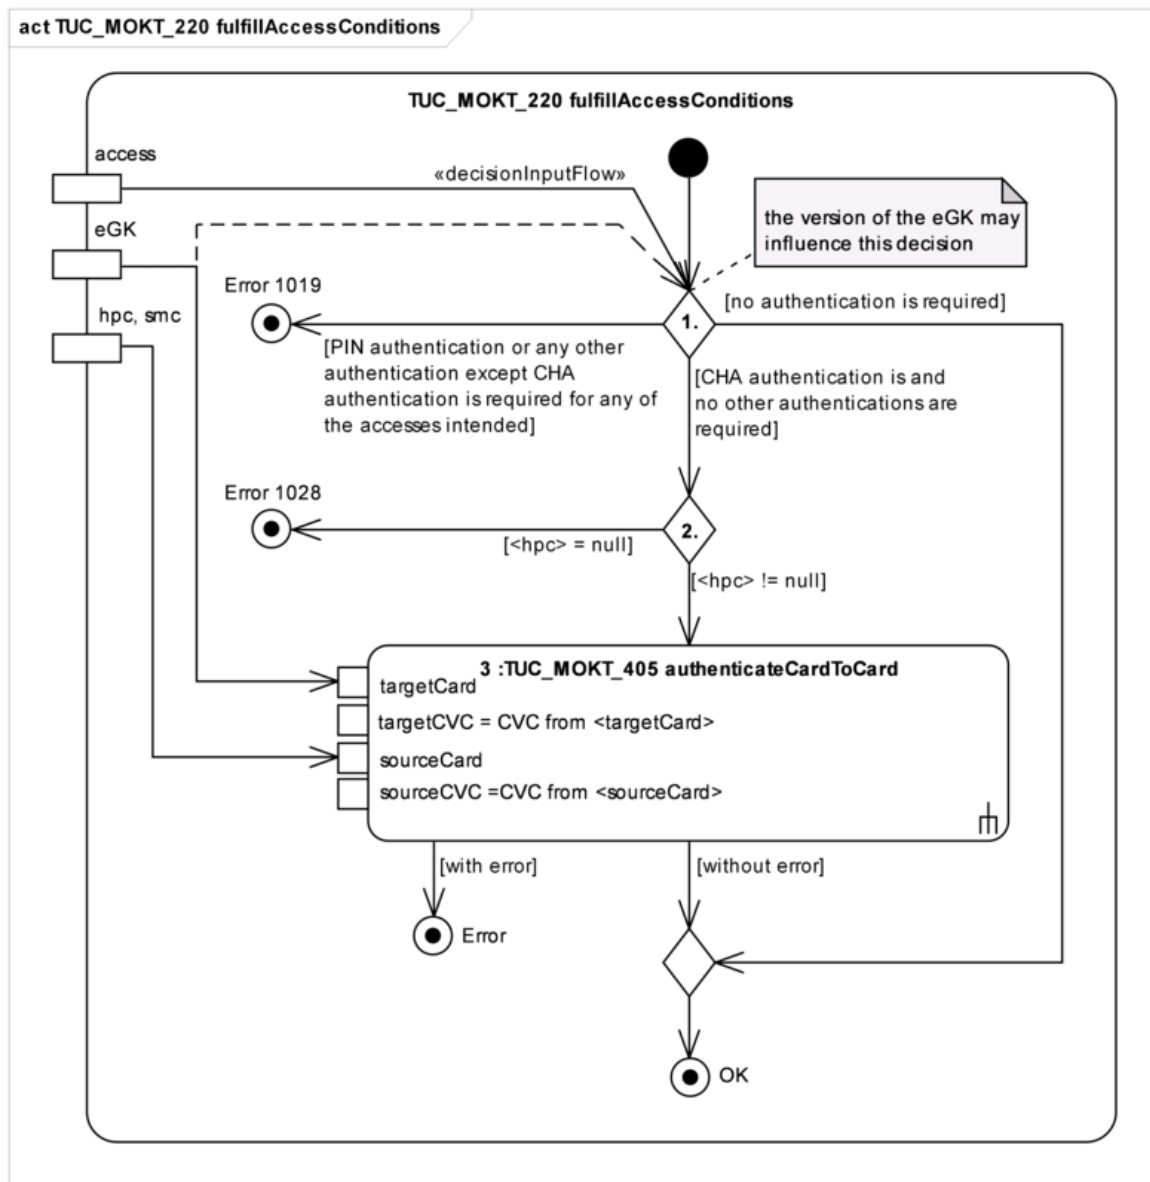 act TUC_MOKT_220 fulfillAccessConditions
TUC_MOKT_220 fulfillAccessConditions
access
«decisionInputFlow»
the version of the eGK may
influence this decision
eGK
Error 1019
[no authentication is required]
hpc, smc
1.
[PIN authentication or any other
authentication except CHA
authentication is required for any of
the accesses intended]
[CHA authentication is and
no other authentications are
required]
Error 1028
2.
[<hpc> = null]
[<hpc> != null]
3 :TUC_MOKT_405 authenticateCardToCard
targetCard
targetCVC = CVC from <targetCard>
sourceCard
sourceCVC =CVC from <sourceCard>
[with error]
[without error]
Error
OK